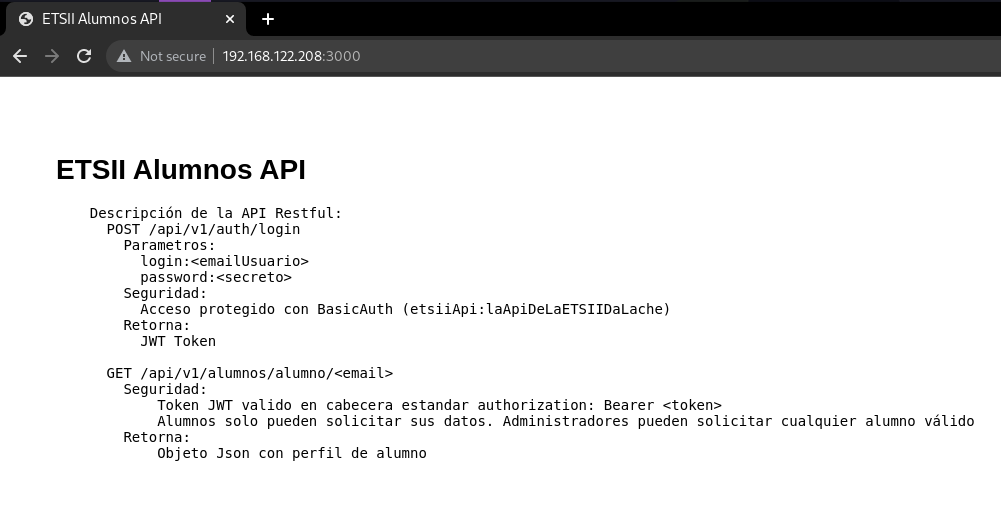 ETSII Alumnos API
Not secure
192.168.122.208:3000
ETSII Alumnos API
Descripción de la API Restful:
POST /api/v1/auth/login
Parametros:
login:<emailUsuario>
password:<secreto>
Seguridad:
Acceso protegido con BasicAuth (etsiiApi:laApiDeLaETSIIDaLache)
Retorna:
JWT Token
GET /api/v1/alumnos/alumno/<email>
Seguridad:
Token JWT valido en cabecera estandar authorization: Bearer <token>
Alumnos solo pueden solicitar sus datos. Administradores pueden solicitar cualquier alumno válido
Retorna:
Objeto Json con perfil de alumno